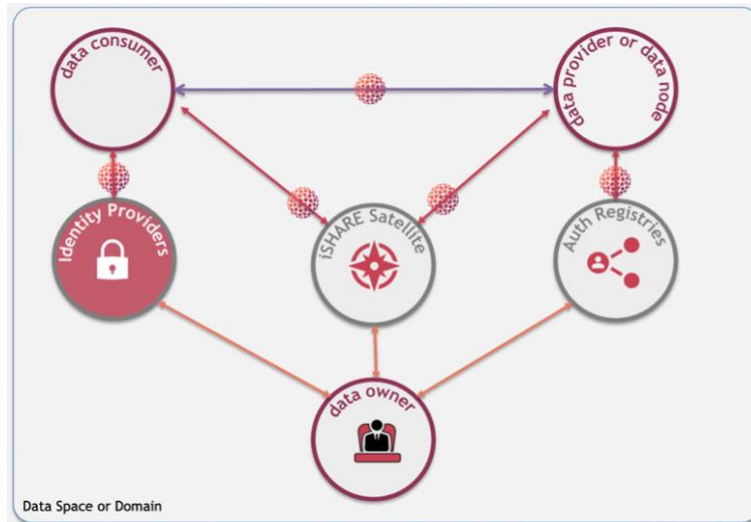 data consumer
data provider or data node
Identity Providers
iSHARE Satellite
Auth Registries
data owner
Data Space or Domain